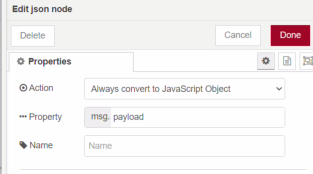 Edit json node
Delete Cancel Done
Properties
Action Always convert to JavaScript Object
Property msg. payload
Name Name